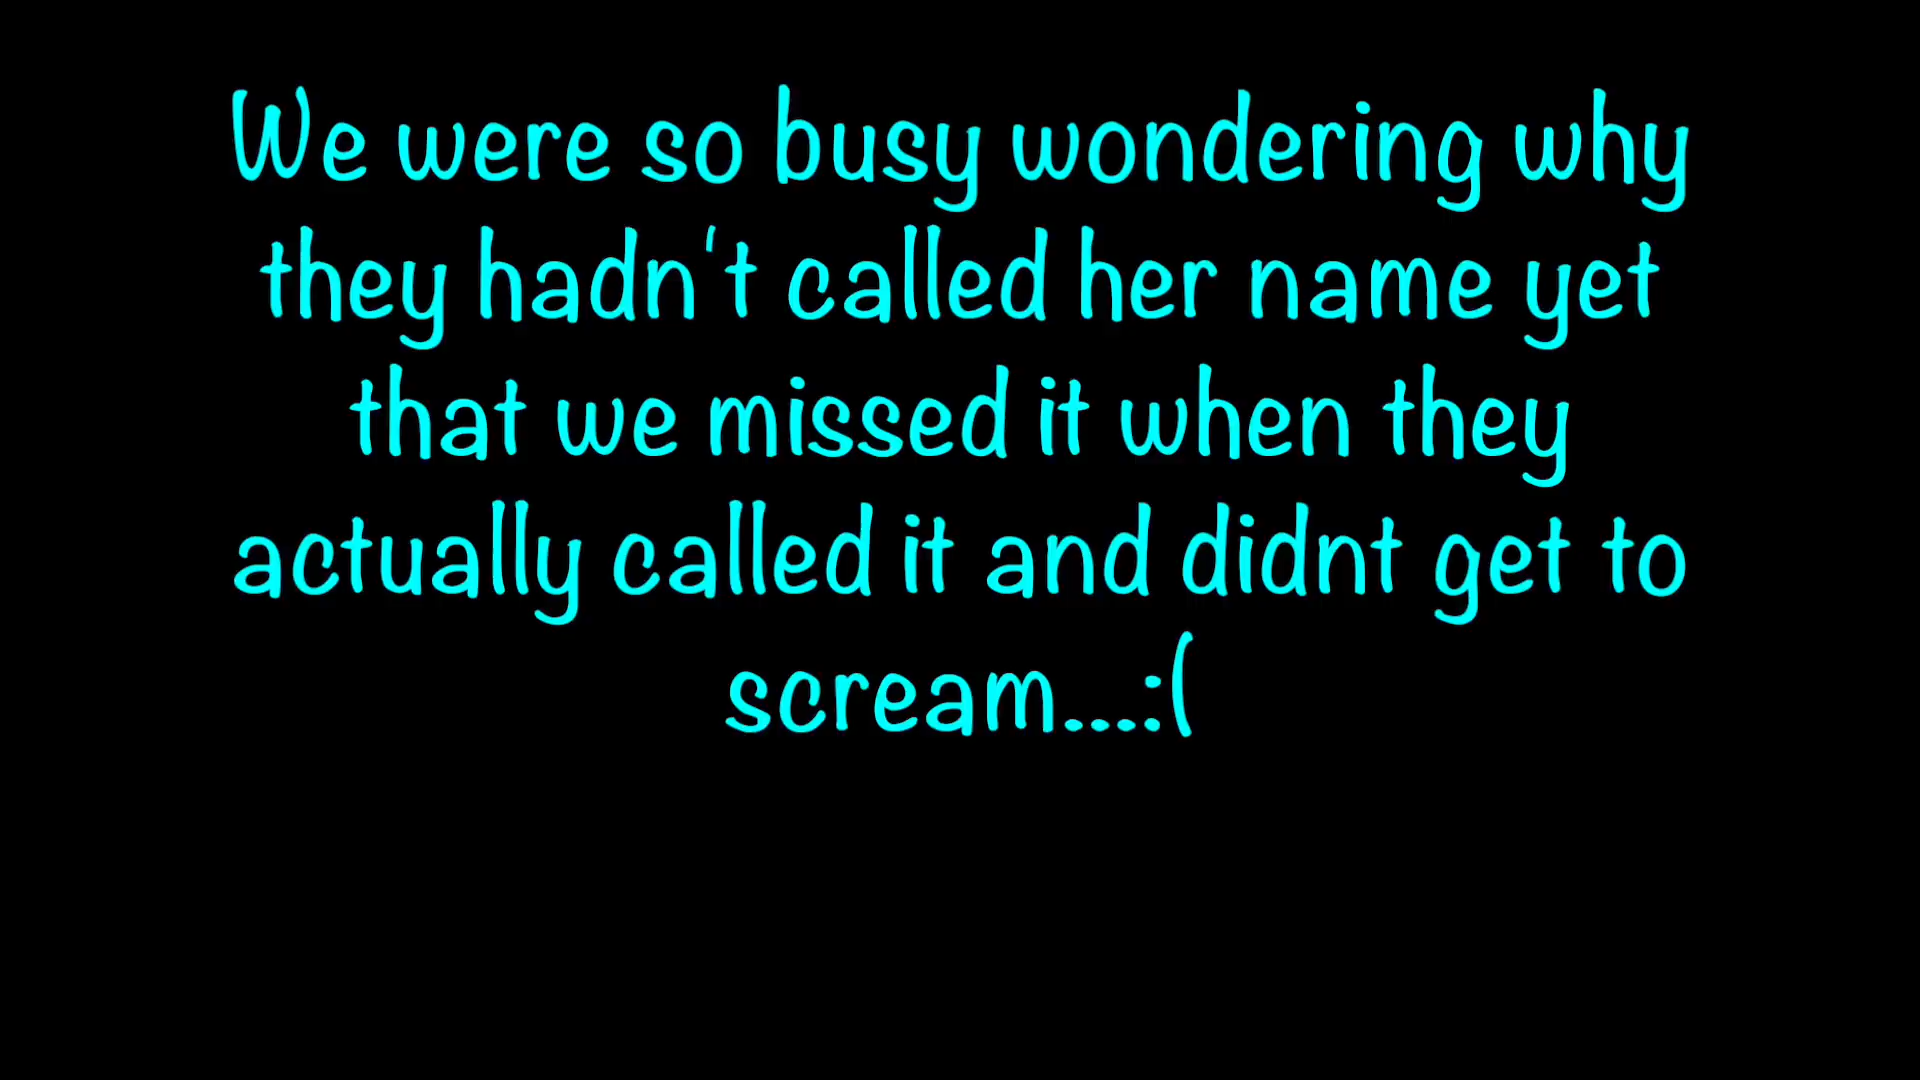 We were so busy wondering why
they hadn't called her name yet
that we missed it when they
actually called it and didnt get to
scream...:(